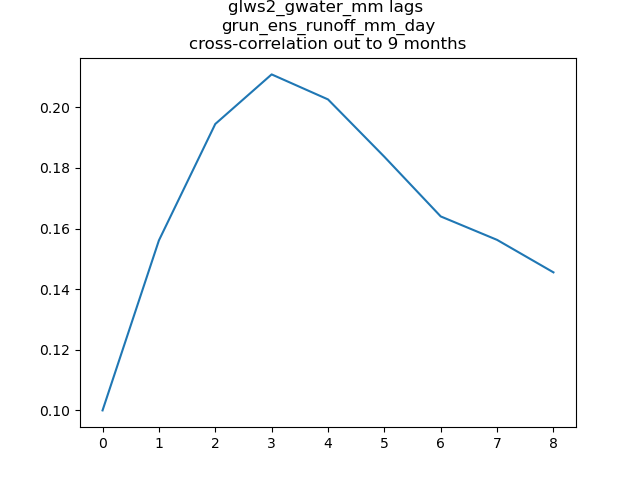 glws2_gwater_mm lags
grun_ens_runoff_mm_day
cross-correlation out to 9 months
0.20
0.18
0.16
0.14
0.12
0.10
0 1 2 3 4 5 6 7 8